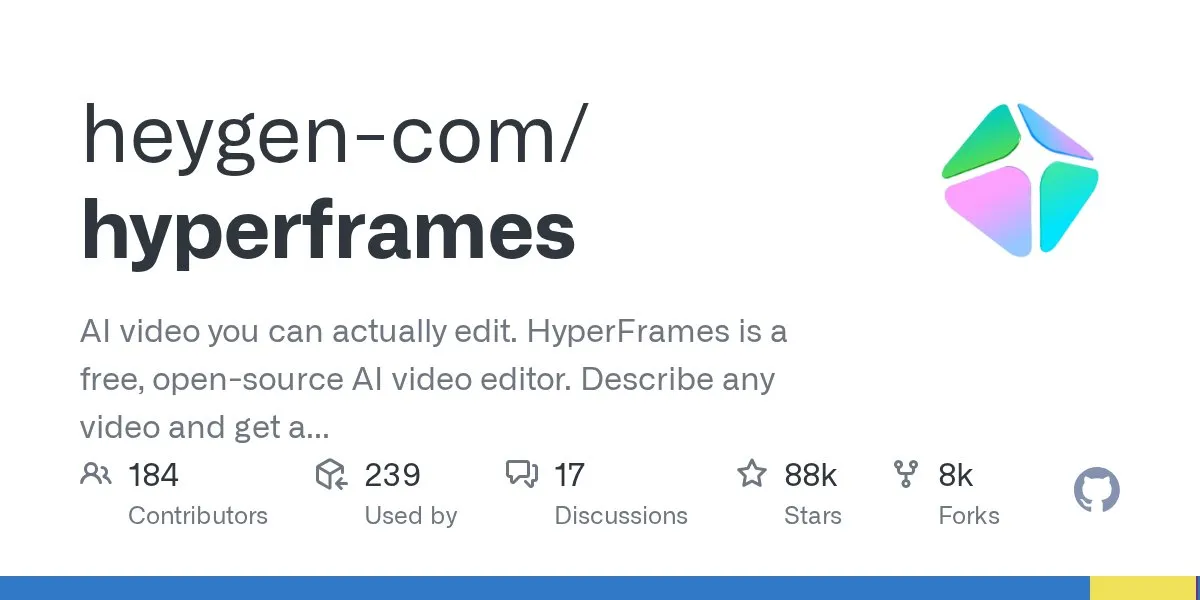 heygen-com/
hyperframes
AI video you can actually edit. HyperFrames is a
free, open-source AI video editor. Describe any
video and get a...
184 239 17 88k 8k
Contributors Used by Discussions Stars Forks